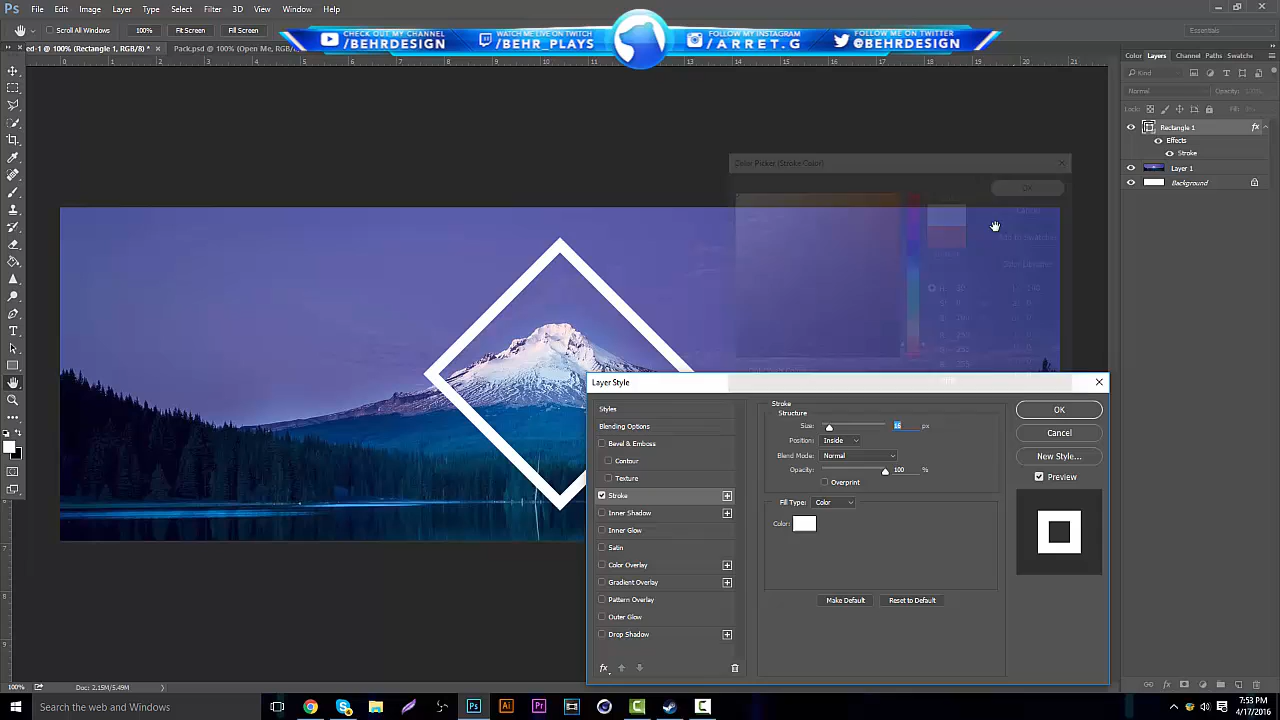 Ps File Edit Image Layer Type Select Filter 3D View Window Help
Scroll All Windows 100% Fit Screen Fill Screen
CHECK OUT MY CHANNEL
/BEHRDESIGN
WATCH ME LIVE ON TWITCH
/BEHR_PLAYS
FOLLOW MY INSTAGRAM
/ARRET.G
FOLLOW ME ON TWITTER
@BEHRDESIGN
Essentials
ed-1 @ 100% (Rectangle 1, RGB/8) * × Pack.psd @ 100% (Open Me, RGB/8)
Color Layers Channel Paths Swatche
Kind
Normal Opacity: 100%
Lock: Fill:
Rectangle 1 fx
Effects
Stroke
Layer 1
Background
Color Picker (Stroke Color)
OK
Layer Style
Styles
Blending Options
Bevel & Emboss
Contour
Texture
Stroke
Inner Shadow
Inner Glow
Satin
Color Overlay
Gradient Overlay
Pattern Overlay
Outer Glow
Drop Shadow
fx
Stroke
Structure
Size: 16 px
Position: Inside
Blend Mode: Normal
Opacity: 100 %
Overprint
Fill Type: Color
Color:
Make Default Reset to Default
OK
Cancel
New Style...
Preview
100% Doc: 2.15M/5.49M
Search the web and Windows
7:53 PM
4/17/2016